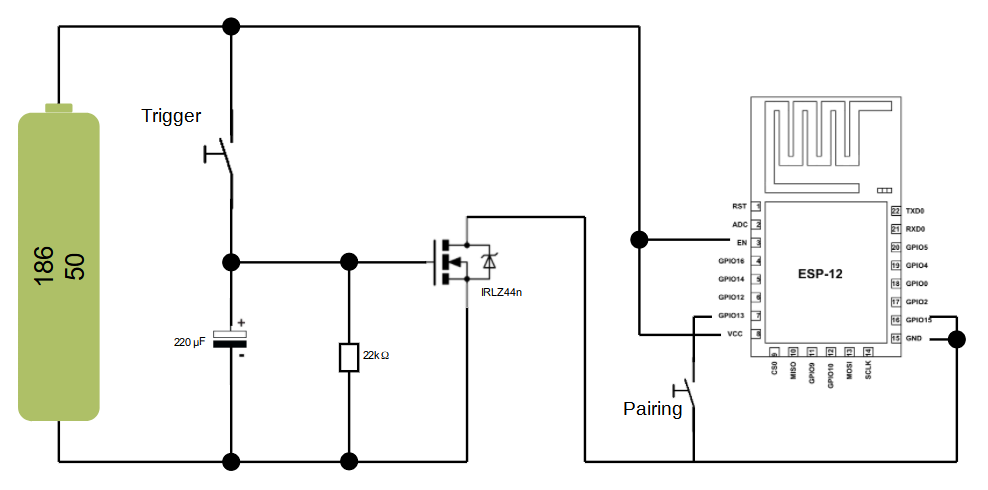 Trigger
186
50
+
220 µF
-
22k Ω
IRLZ44n
Pairing
ESP-12
RST 1
ADC 2
EN 3
GPIO16 4
GPIO14 5
GPIO12 6
GPIO13 7
VCC 8
22 TXD0
21 RXD0
20 GPIO5
19 GPIO4
18 GPIO0
17 GPIO2
16 GPIO15
15 GND
CS0 9
MISO 10
GPIO9 11
GPIO10 12
MOSI 13
SCLK 14